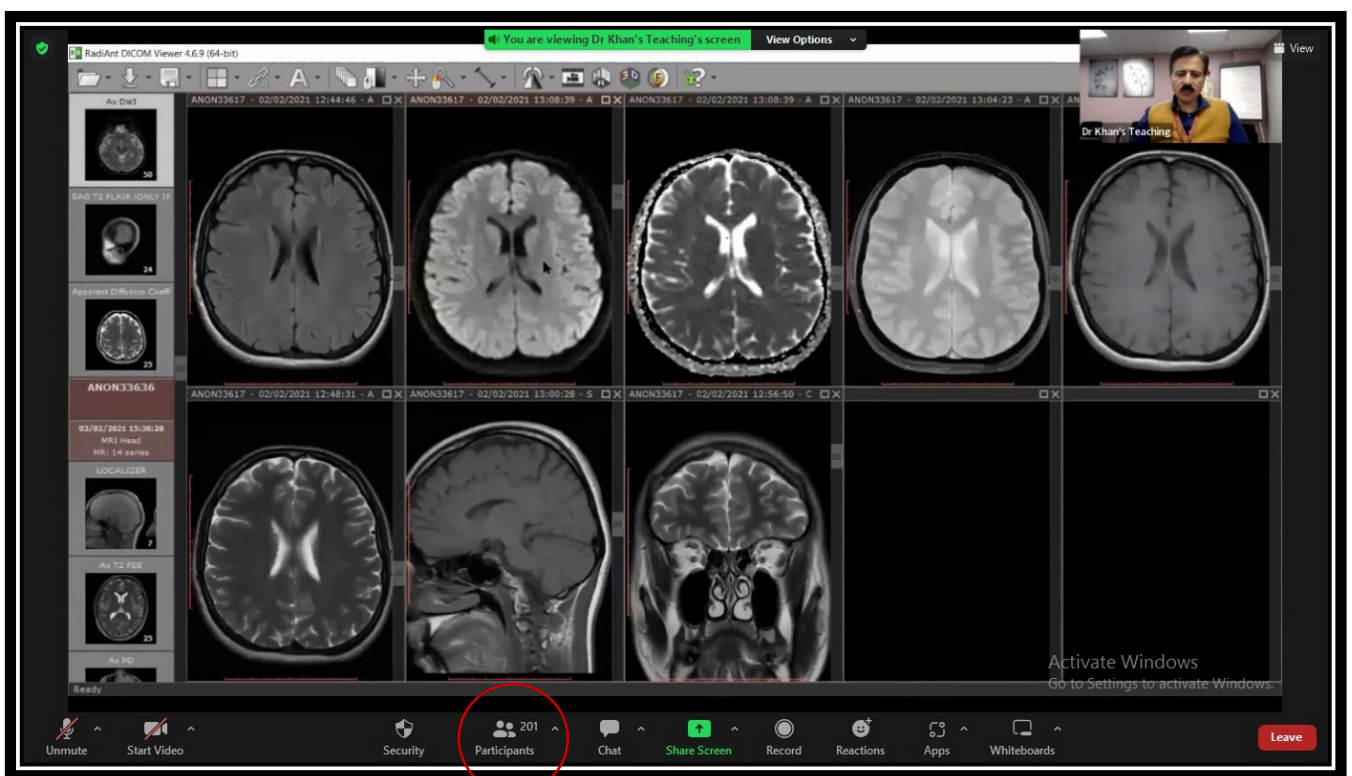 You are viewing Dr Khan's Teaching's screen
View Options
View
RadiAnt DICOM Viewer 4.6.9 (64-bit)
Dr Khan's Teaching
Ax DWI
50
SAG T2 FLAIR (ONLY IF
24
Apparent Diffusion Coeffi
25
ANON33636
03/02/2021 15:36:28
MRI Head
MR: 14 series
LOCALIZER
7
Ax T2 FSE
25
Ax PD
Ready
ANON33617 - 02/02/2021 12:44:46 - A
ANON33617 - 02/02/2021 13:08:39 - A
ANON33617 - 02/02/2021 13:08:39 - A
ANON33617 - 02/02/2021 13:04:23 - A
AN
ANON33617 - 02/02/2021 12:48:31 - A
ANON33617 - 02/02/2021 13:00:28 - S
ANON33617 - 02/02/2021 12:56:50 - C
Activate Windows
Go to Settings to activate Windows.
Unmute
Start Video
Security
201
Participants
Chat
Share Screen
Record
Reactions
Apps
Whiteboards
Leave